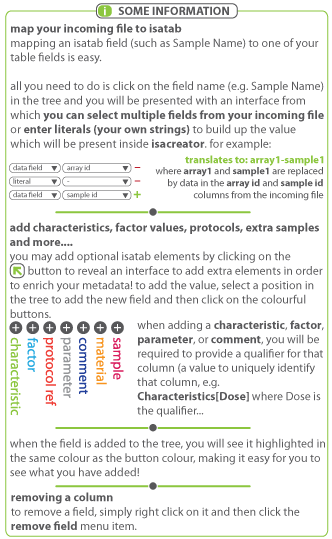 i SOME INFORMATION
map your incoming file to isatab
mapping an isatab field (such as Sample Name) to one of
your table fields is easy.
all you need to do is click on the field name (e.g. Sample Name)
in the tree and you will be presented with an interface from
which you can select multiple fields from your incoming file
or enter literals (your own strings) to build up the value
which will be present inside isacreator. for example:
data field array id –
literal - –
data field sample id +
translates to: array1-sample1
where array1 and sample1 are replaced
by data in the array id and sample id
columns from the incoming file
add characteristics, factor values, protocols, extra samples
and more....
you may add optional isatab elements by clicking on the
button to reveal an interface to add extra elements in order
to enrich your metadata! to add the value, select a position in
the tree to add the new field and then click on the colourful
buttons.
characteristic
factor
protocol ref
parameter
comment
material
sample
when adding a characteristic, factor,
parameter, or comment, you will be
required to provide a qualifier for that
column (a value to uniquely identify
that column, e.g.
Characteristics[Dose] where Dose is
the qualifier...
when the field is added to the tree, you will see it highlighted in
the same colour as the button colour, making it easy for you to
see what you have added!
removing a column
to remove a field, simply right click on it and then click the
remove field menu item.